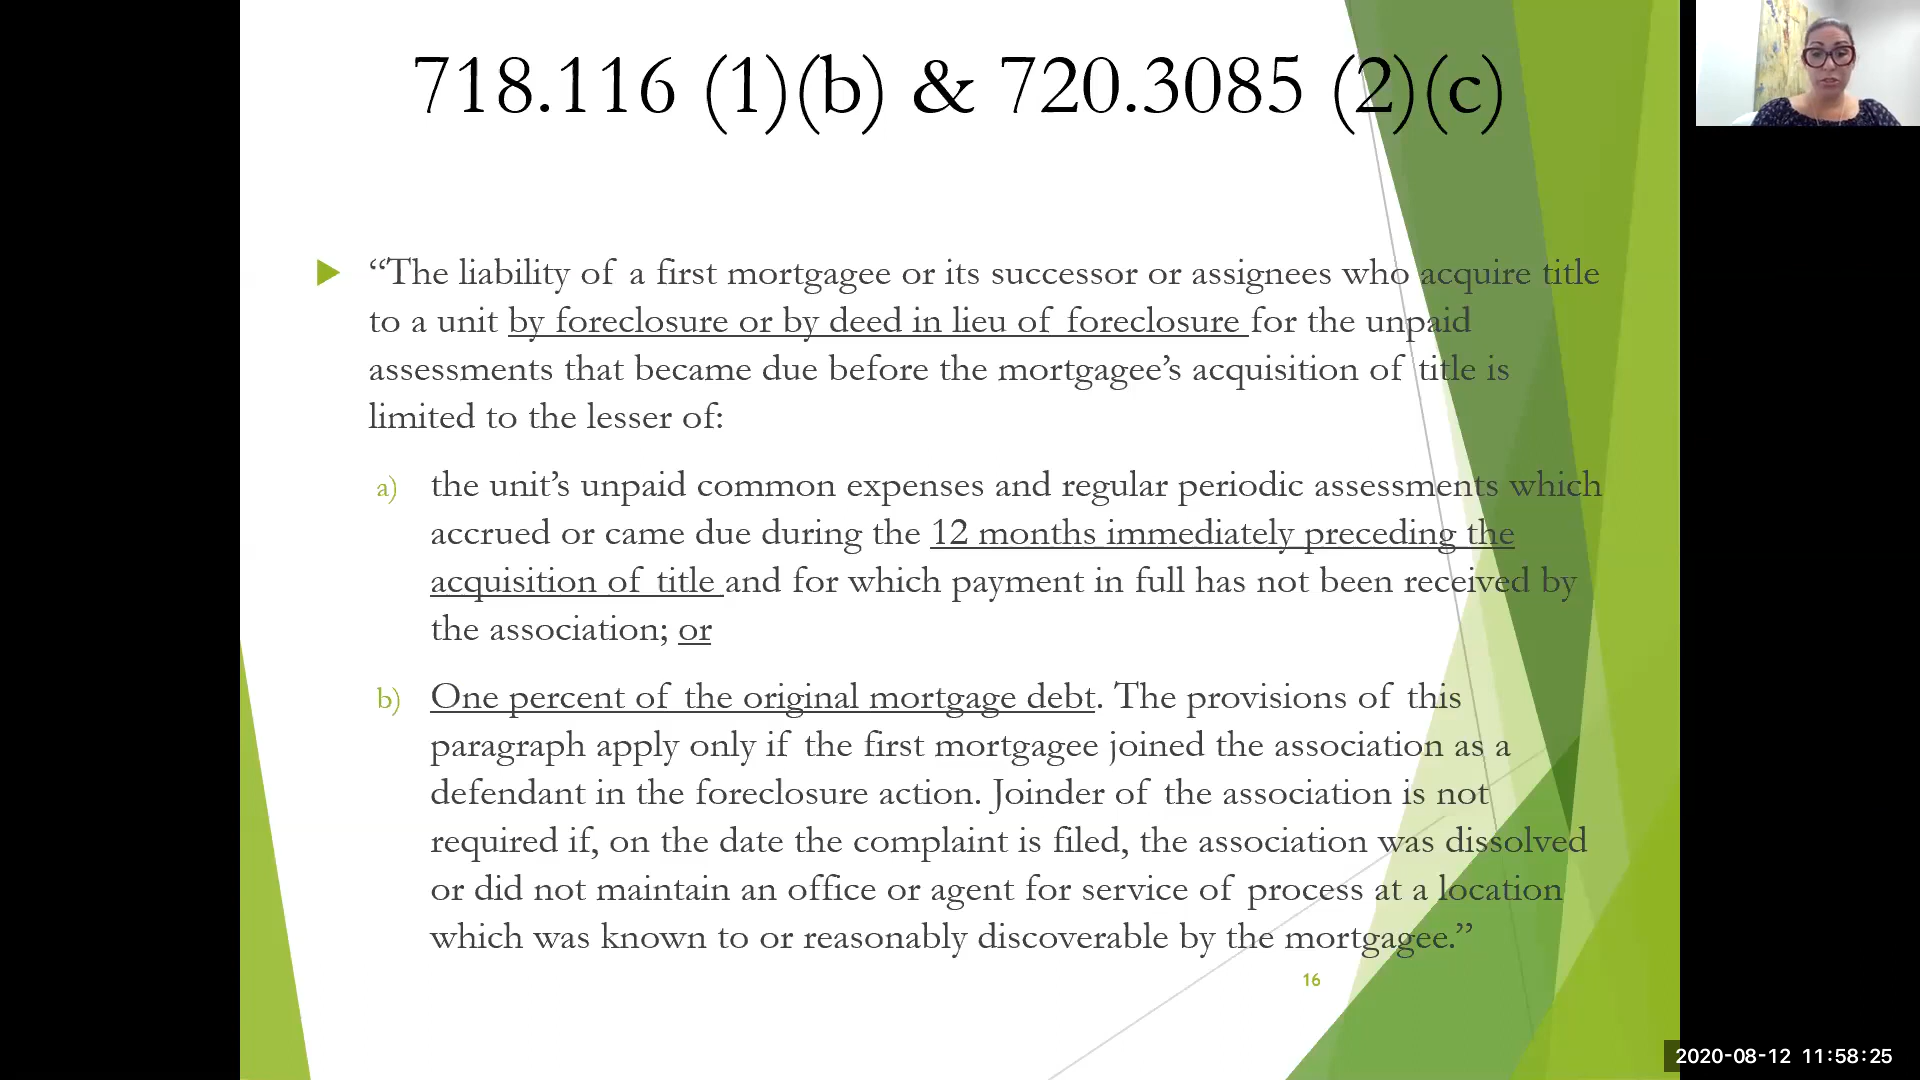 718.116 (1)(b) & 720.3085 (2)(c)
“The liability of a first mortgagee or its successor or assignees who acquire title
to a unit by foreclosure or by deed in lieu of foreclosure for the unpaid
assessments that became due before the mortgagee’s acquisition of title is
limited to the lesser of:
a) the unit’s unpaid common expenses and regular periodic assessments which
accrued or came due during the 12 months immediately preceding the
acquisition of title and for which payment in full has not been received by
the association; or
b) One percent of the original mortgage debt. The provisions of this
paragraph apply only if the first mortgagee joined the association as a
defendant in the foreclosure action. Joinder of the association is not
required if, on the date the complaint is filed, the association was dissolved
or did not maintain an office or agent for service of process at a location
which was known to or reasonably discoverable by the mortgagee.”
16
2020-08-12 11:58:25